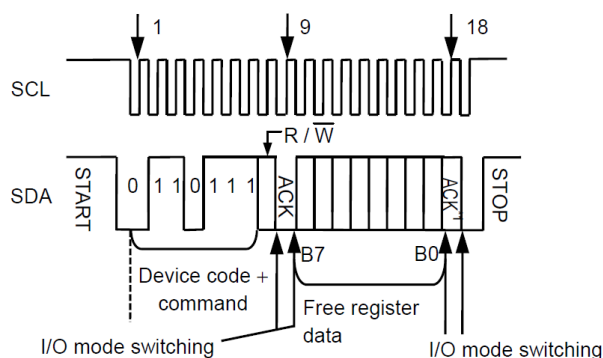 1 9 18
SCL
R / W
SDA START 0 1 1 0 1 1 1 ACK ACK*1 STOP
B7 B0
Device code +
command
Free register
data
I/O mode switching I/O mode switching